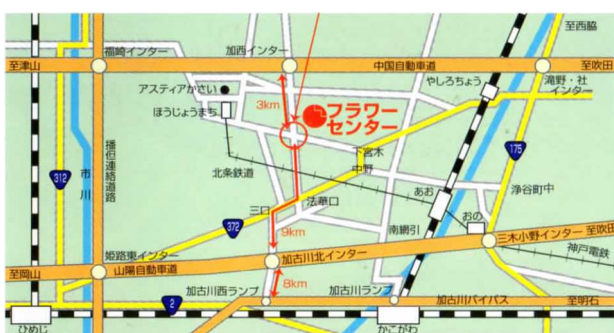 至西脇
福崎インター
加西インター
至津山
中国自動車道
至吹田
アスティアかさい
3km
やしろちょう
滝野・社
インター
ほうじょうまち
フラワー
センター
播但連絡道路
市川
下宮木
中野
175
312
北条鉄道
あお
浄谷町中
三口
法華口
おの
372
南網引
9km
三木小野インター
至吹田
姫路東インター
加古川北インター
神戸電鉄
至岡山
山陽自動車道
8km
加古川西ランプ
加古川ランプ
2
加古川バイパス
至明石
ひめじ
かこがわ